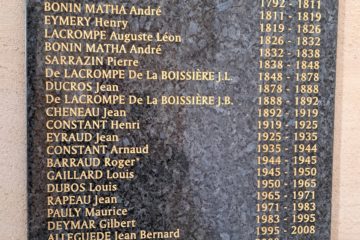 BONIN MATHA André 1792 - 1811
EYMERY Henry 1811 - 1819
LACROMPE Auguste Léon 1819 - 1826
BONIN MATHA André 1826 - 1832
SARRAZIN Pierre 1832 - 1838
De LACROMPE De La BOISSIÈRE J.L. 1838 - 1848
DUCROS Jean 1848 - 1878
De LACROMPE De La BOISSIÈRE J.B. 1878 - 1888
CHENEAU Jean 1888 - 1892
CONSTANT Henri 1892 - 1919
EYRAUD Jean 1919 - 1925
CONSTANT Arnaud 1925 - 1935
BARRAUD Roger 1935 - 1944
GAILLARD Louis 1944 - 1945
DUBOS Louis 1945 - 1950
RAPEAU Jean 1950 - 1965
PAULY Maurice 1965 - 1971
DEYMAR Gilbert 1971 - 1983
ALLEGUEDE Jean Bernard 1983 - 1995
1995 - 2008
2008